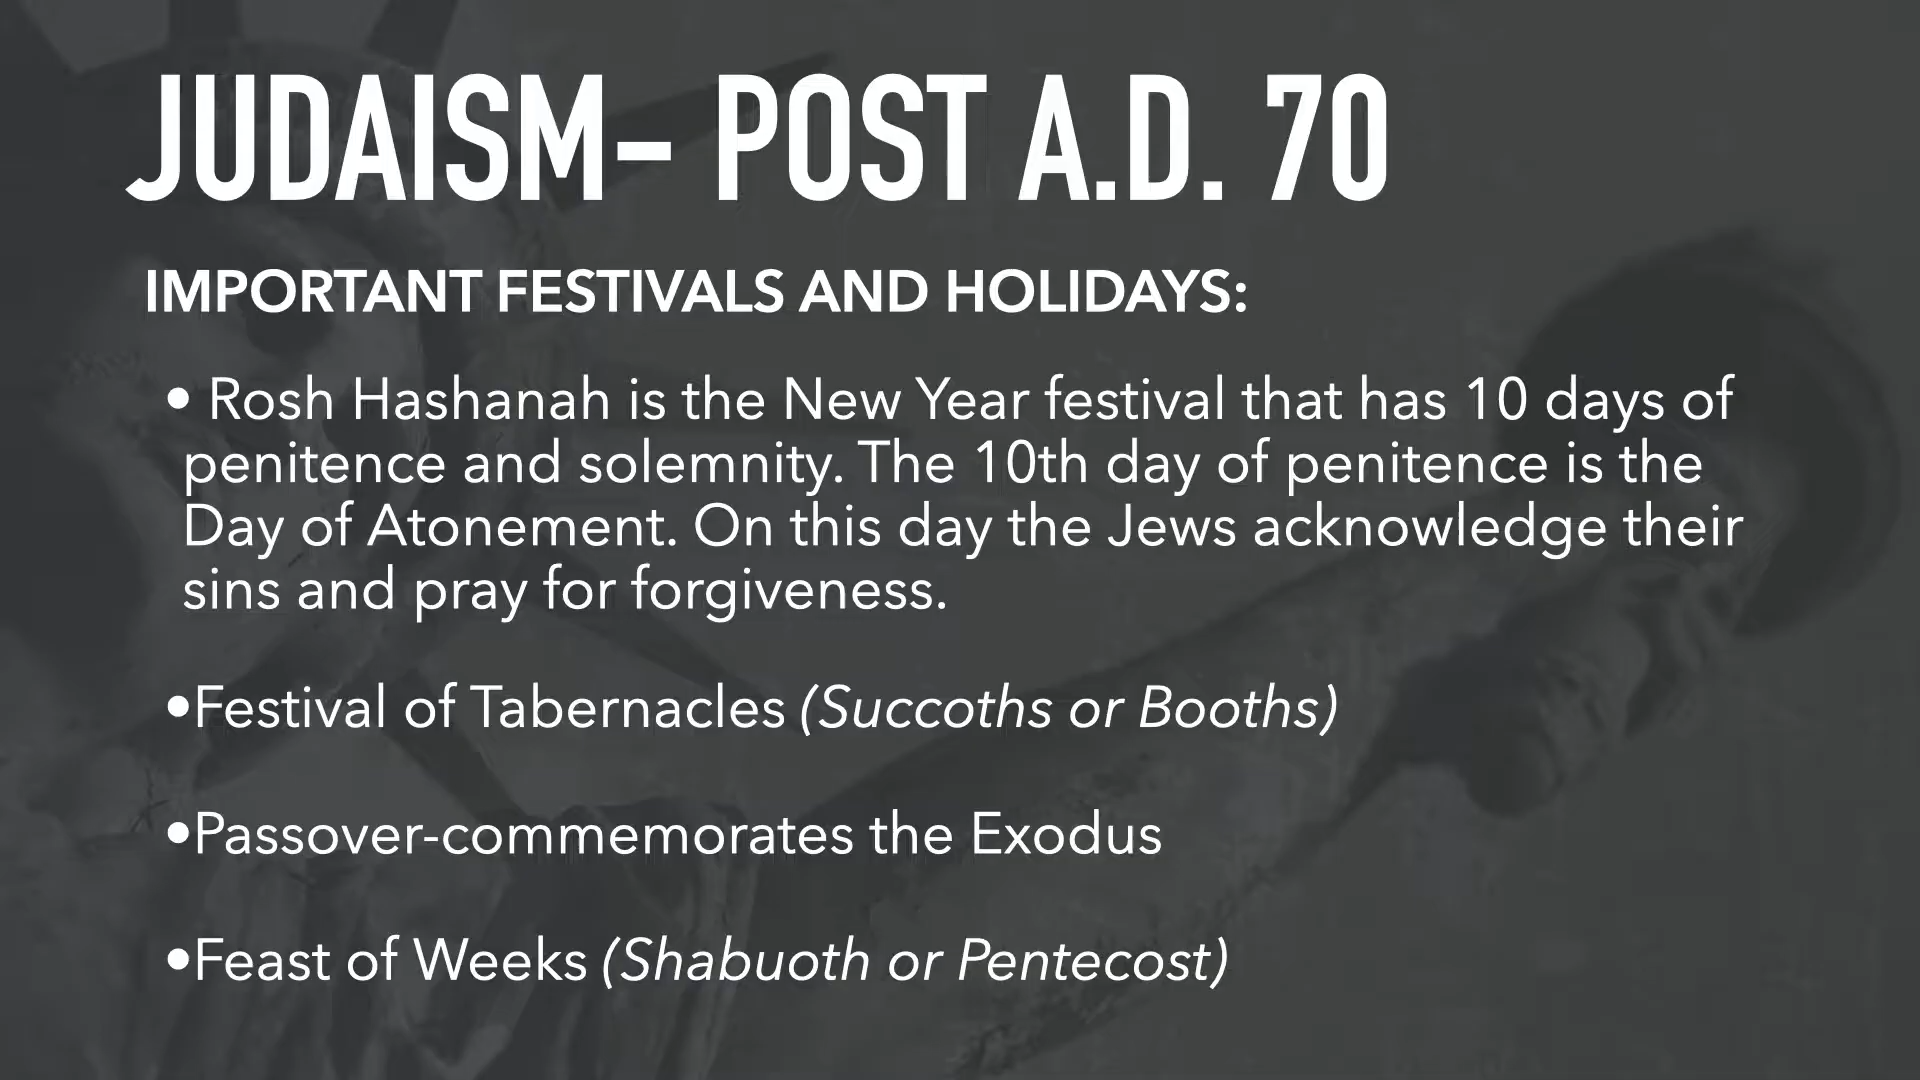 JUDAISM– POST A.D. 70
IMPORTANT FESTIVALS AND HOLIDAYS:
• Rosh Hashanah is the New Year festival that has 10 days of
penitence and solemnity. The 10th day of penitence is the
Day of Atonement. On this day the Jews acknowledge their
sins and pray for forgiveness.
•Festival of Tabernacles (Succoths or Booths)
•Passover-commemorates the Exodus
•Feast of Weeks (Shabuoth or Pentecost)